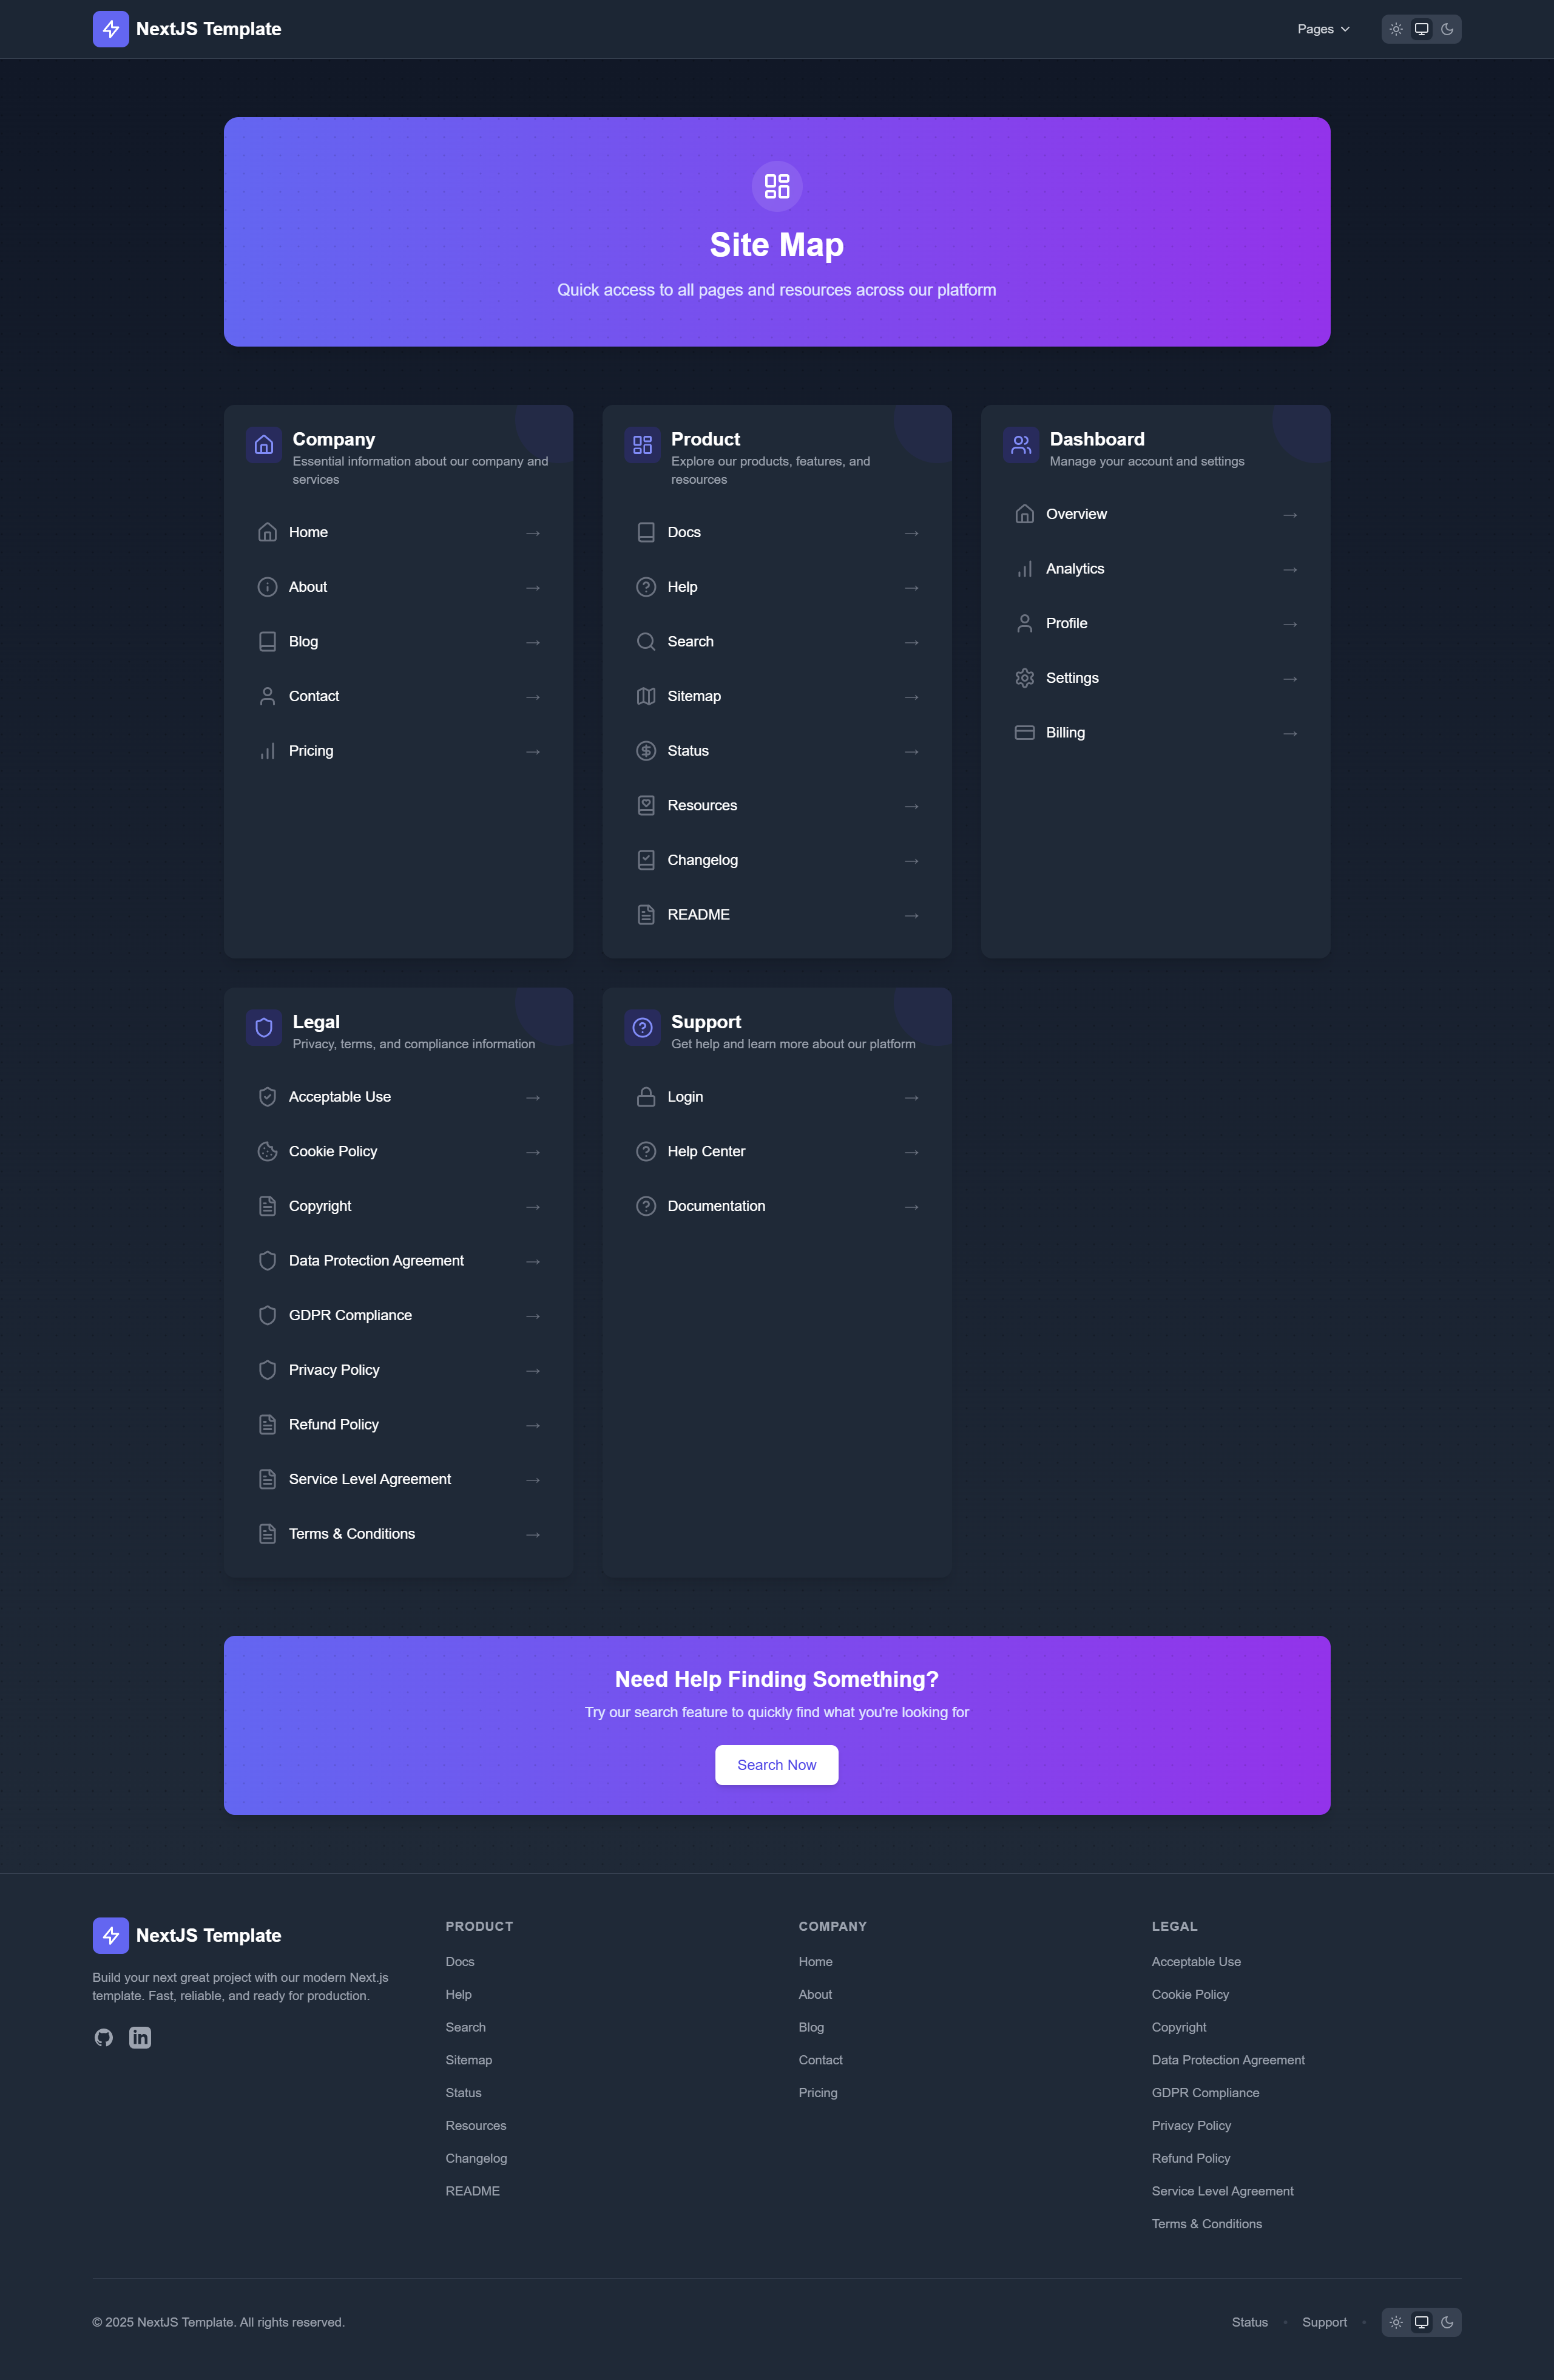 NextJS Template
Pages
Site Map
Quick access to all pages and resources across our platform
Company
Essential information about our company and
services
Home →
About →
Blog →
Contact →
Pricing →
Product
Explore our products, features, and
resources
Docs →
Help →
Search →
Sitemap →
Status →
Resources →
Changelog →
README →
Dashboard
Manage your account and settings
Overview →
Analytics →
Profile →
Settings →
Billing →
Legal
Privacy, terms, and compliance information
Acceptable Use →
Cookie Policy →
Copyright →
Data Protection Agreement →
GDPR Compliance →
Privacy Policy →
Refund Policy →
Service Level Agreement →
Terms & Conditions →
Support
Get help and learn more about our platform
Login →
Help Center →
Documentation →
Need Help Finding Something?
Try our search feature to quickly find what you're looking for
Search Now
NextJS Template
Build your next great project with our modern Next.js
template. Fast, reliable, and ready for production.
PRODUCT
Docs
Help
Search
Sitemap
Status
Resources
Changelog
README
COMPANY
Home
About
Blog
Contact
Pricing
LEGAL
Acceptable Use
Cookie Policy
Copyright
Data Protection Agreement
GDPR Compliance
Privacy Policy
Refund Policy
Service Level Agreement
Terms & Conditions
© 2025 NextJS Template. All rights reserved.
Status • Support •